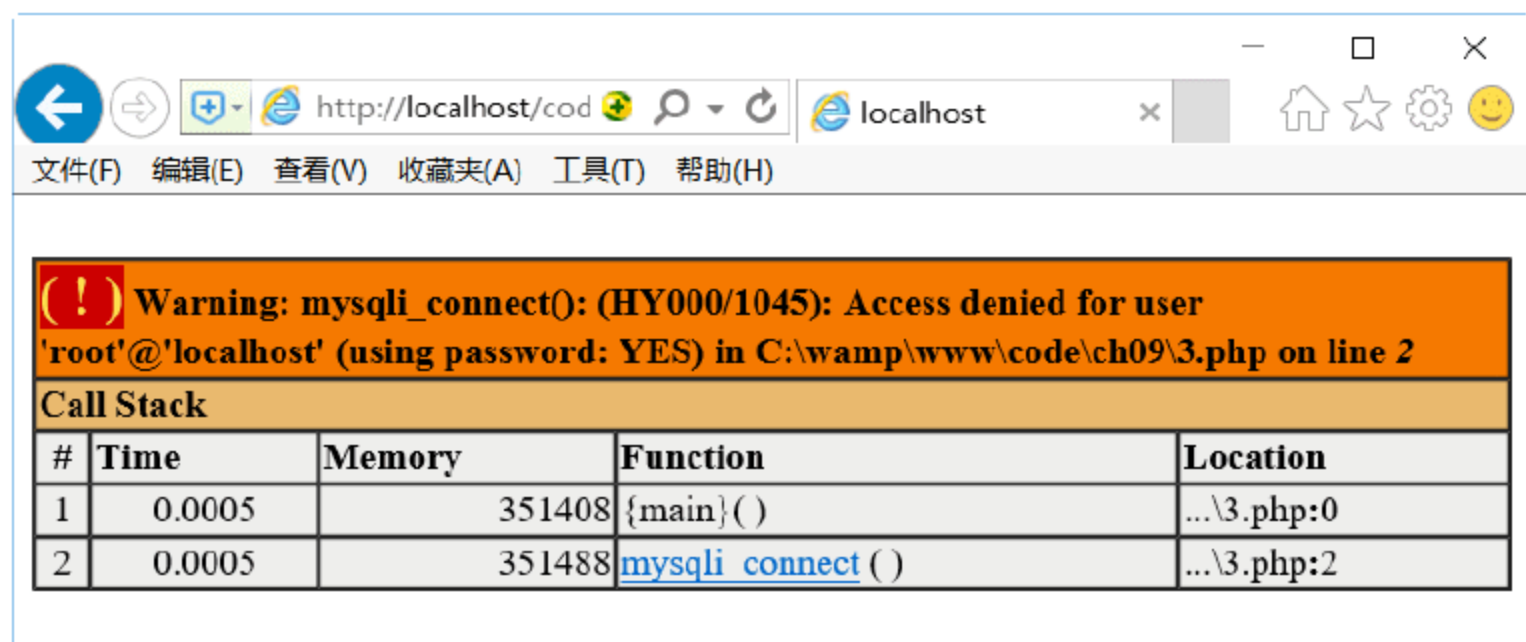 http://localhost/cod localhost
文件(F) 编辑(E) 查看(V) 收藏夹(A) 工具(T) 帮助(H)
( ! ) Warning: mysqli_connect(): (HY000/1045): Access denied for user
'root'@'localhost' (using password: YES) in C:\wamp\www\code\ch09\3.php on line 2
Call Stack
# Time Memory Function Location
1 0.0005 351408 {main}( ) ...\3.php:0
2 0.0005 351488 mysqli_connect ( ) ...\3.php:2